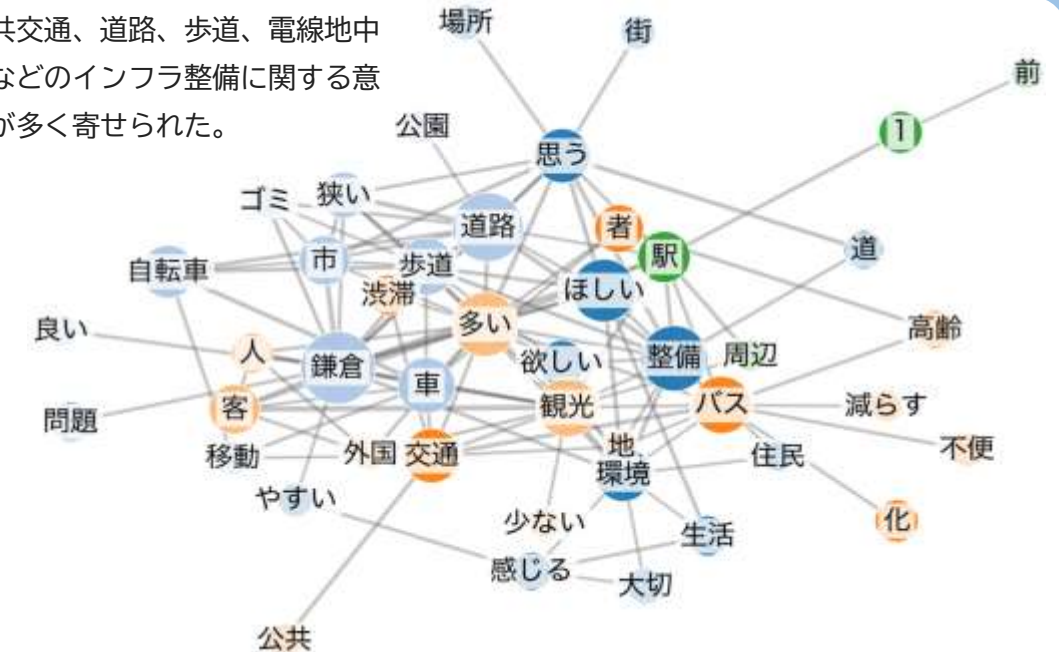 共交通、道路、歩道、電線地中
などのインフラ整備に関する意
が多く寄せられた。
場所
街
前
1
公園
思う
ゴミ
狭い
道路
者
駅
道
市
歩道
自転車
渋滞
ほしい
多い
良い
高齢
人
鎌倉
欲しい
整備
周辺
車
客
観光
バス
減らす
問題
移動
外国
交通
地
環境
住民
不便
やすい
少ない
生活
化
感じる
大切
公共